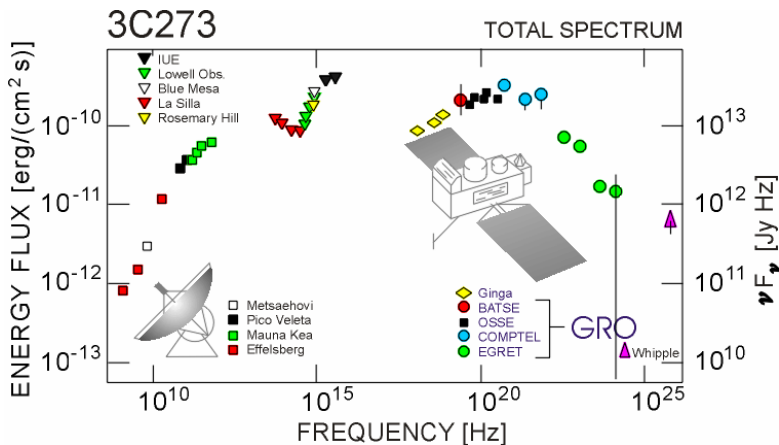 3C273
TOTAL SPECTRUM
ENERGY FLUX [erg/(cm² s)]
10⁻¹⁰
10⁻¹¹
10⁻¹²
10⁻¹³
IUE
Lowell Obs.
Blue Mesa
La Silla
Rosemary Hill
Metsaehovi
Pico Veleta
Mauna Kea
Effelsberg
Ginga
BATSE
OSSE
COMPTEL
EGRET
GRO
Whipple
10¹³
10¹²
10¹¹
10¹⁰
νFν [Jy Hz]
10¹⁰
10¹⁵
10²⁰
10²⁵
FREQUENCY [Hz]